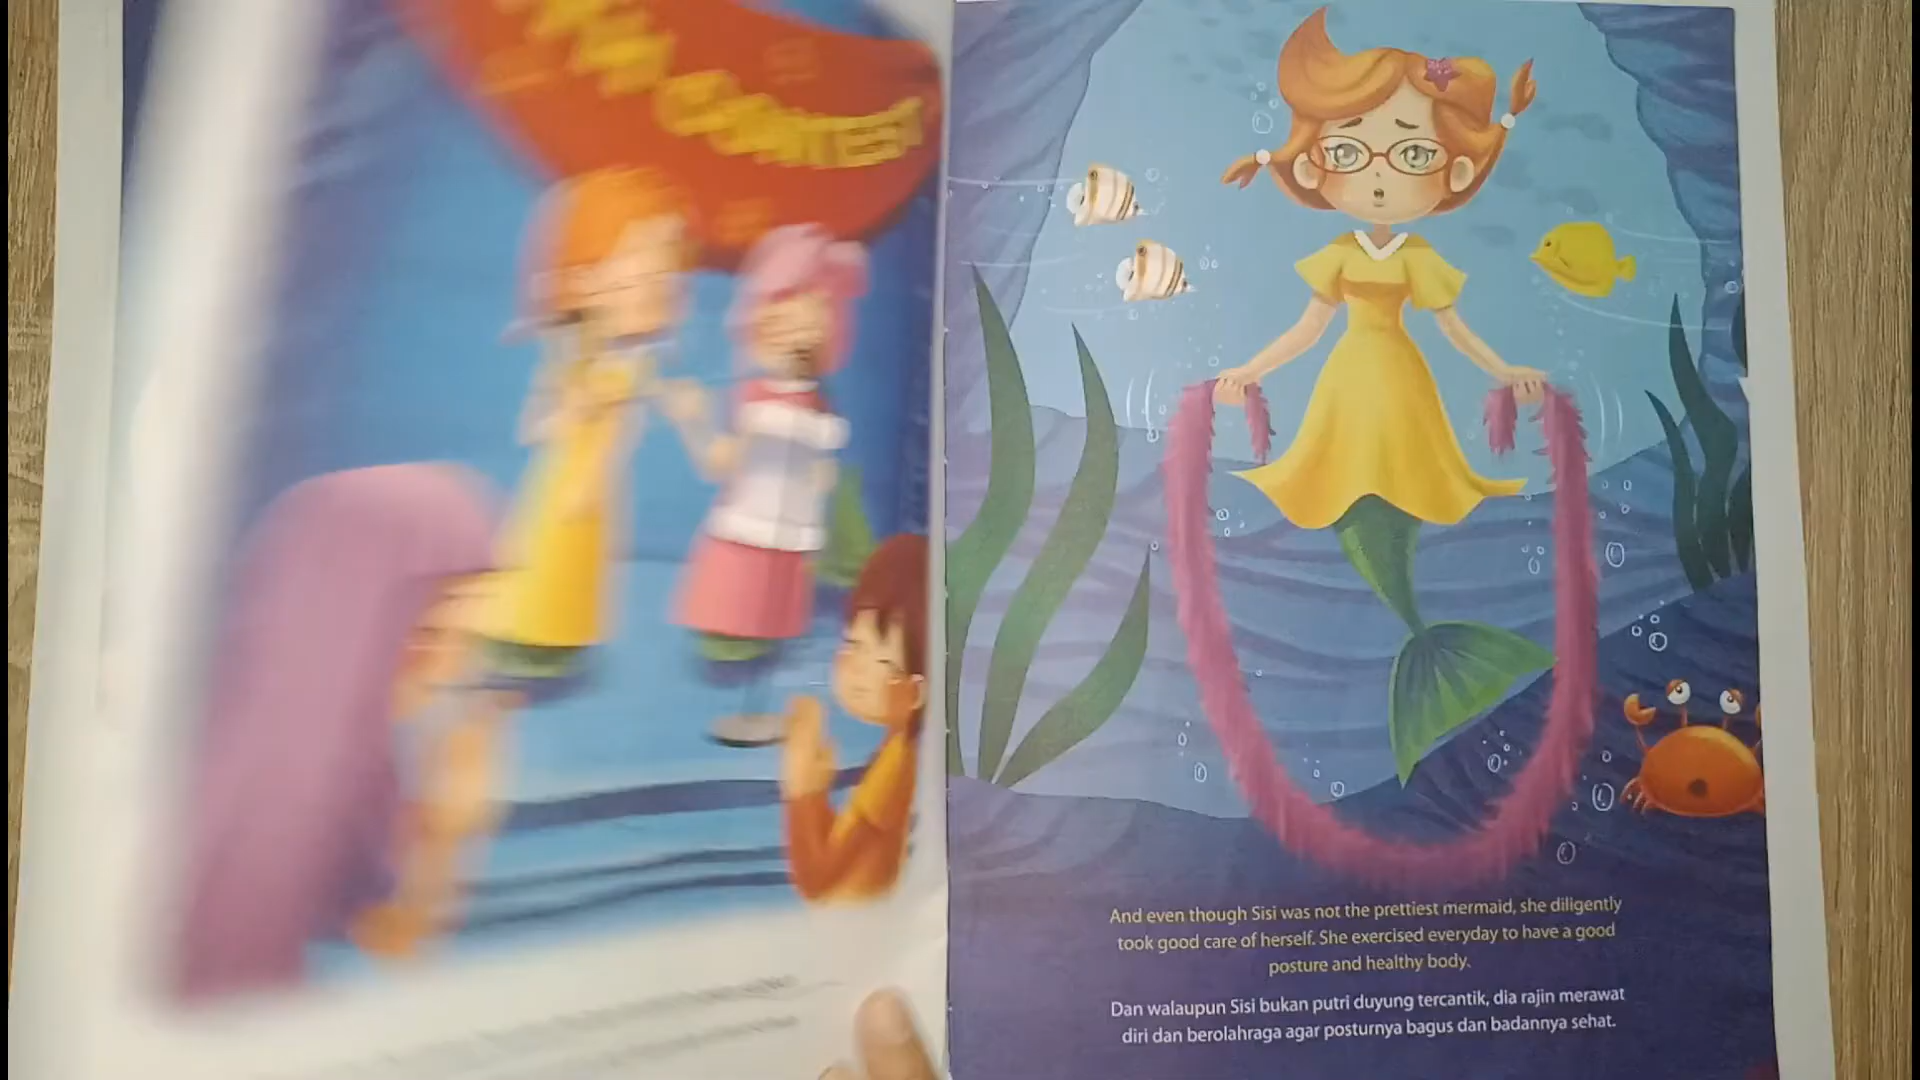 CONTEST
And even though Sisi was not the prettiest mermaid, she diligently
took good care of herself. She exercised everyday to have a good
posture and healthy body.
Dan walaupun Sisi bukan putri duyung tercantik, dia rajin merawat
diri dan berolahraga agar posturnya bagus dan badannya sehat.